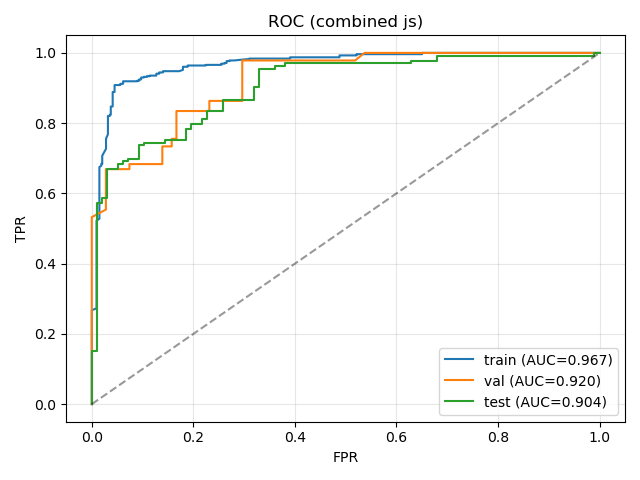 ROC (combined js)
TPR
1.0
0.8
0.6
0.4
0.2
0.0
train (AUC=0.967)
val (AUC=0.920)
test (AUC=0.904)
0.0 0.2 0.4 0.6 0.8 1.0
FPR